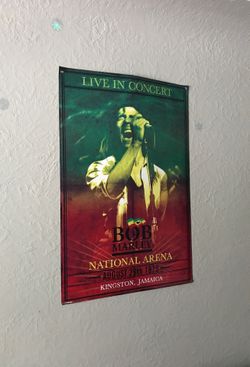 LIVE IN CONCERT
BOB
MARLEY
NATIONAL ARENA
KINGSTON, JAMAICA